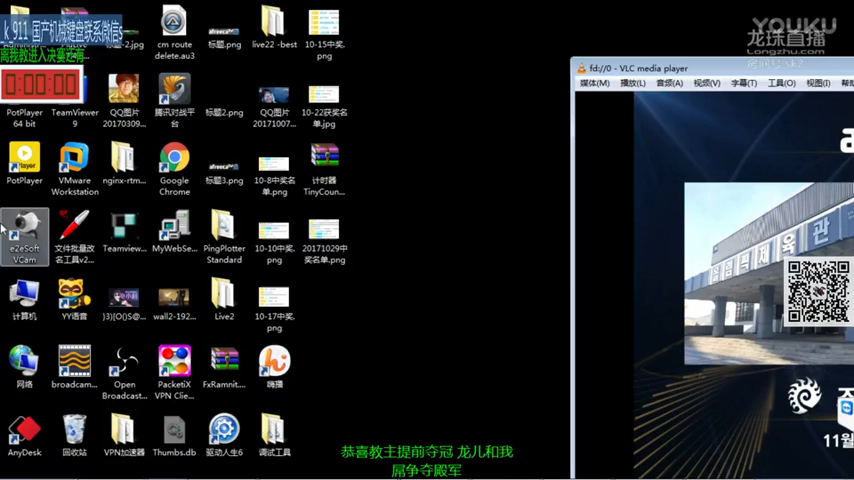 k 911 国产机械键盘联系微信s
离我教进入决赛还有
0:00:00
YOUKU
龙珠直播
longzhu.com
cm route
delete.au3
标题.png
live22 -best
10-15中奖.
png
PotPlayer
64 bit
TeamViewer
9
QQ图片
20170309...
腾讯对战平
台
标题2.png
QQ图片
20171007...
10-22获奖名
单.jpg
PotPlayer
VMware
Workstation
nginx-rtm...
Google
Chrome
标题3.png
10-8中奖名
单.png
计时器
TinyCoun...
e2eSoft
VCam
文件批量改
名工具v2...
Teamview...
MyWebSe...
PingPlotter
Standard
10-10中奖.
png
20171029中
奖名单.png
计算机
YY语音
}3}[O()S...
wall2-192...
Live2
10-17中奖.
png
网络
broadcam...
Open
Broadcast...
PacketiX
VPN Clie...
FxRamnit...
嗨播
AnyDesk
回收站
VPN加速器
Thumbs.db
驱动人生6
调试工具
fd://0 - VLC media player
媒体(M) 播放(L) 音频(A) 视频(V) 字幕(T) 工具(O) 视图(I)
11月
恭喜教主提前夺冠 龙儿和我
屌争夺殿军